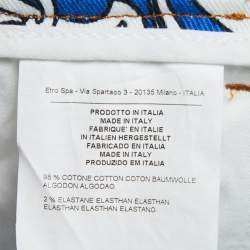 Etro Spa - Via Spartaco 3 - 20135 Milano - ITALIA
PRODOTTO IN ITALIA
MADE IN ITALY
FABRIQUE' EN ITALIE
IN ITALIEN HERGESTELLT
FABRICADO EN ITALIA
MADE IN ITALY
PRODUZIDO EM ITALIA
95 % COTONE COTTON COTON BAUMWOLLE
ALGODON ALGODAO
2 % ELASTANE ELASTHAN ELASTHAN
ELASTHAN ELASTHAN ELASTANO